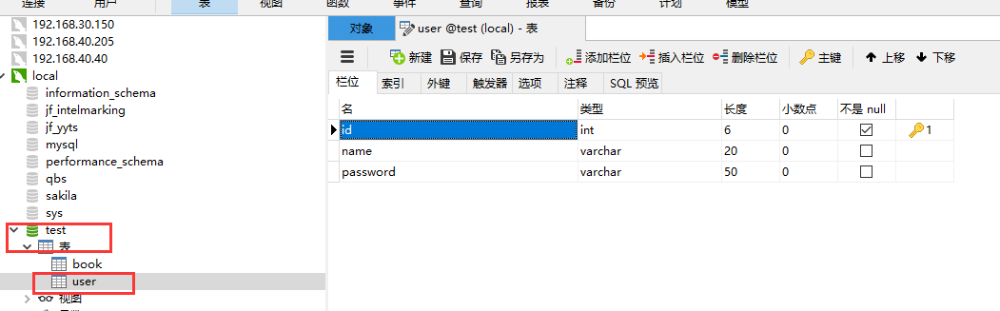 连接 用户 表 视图 函数 事件 查询 报表 备份 计划 模型
192.168.30.150
192.168.40.205
192.168.40.40
local
information_schema
jf_intelmarking
jf_yyts
mysql
performance_schema
qbs
sakila
sys
test
表
book
user
视图
对象 user @test (local) - 表
新建 保存 另存为 添加栏位 插入栏位 删除栏位 主键 上移 下移
栏位 索引 外键 触发器 选项 注释 SQL 预览
名 类型 长度 小数点 不是 null
id int 6 0 1
name varchar 20 0
password varchar 50 0